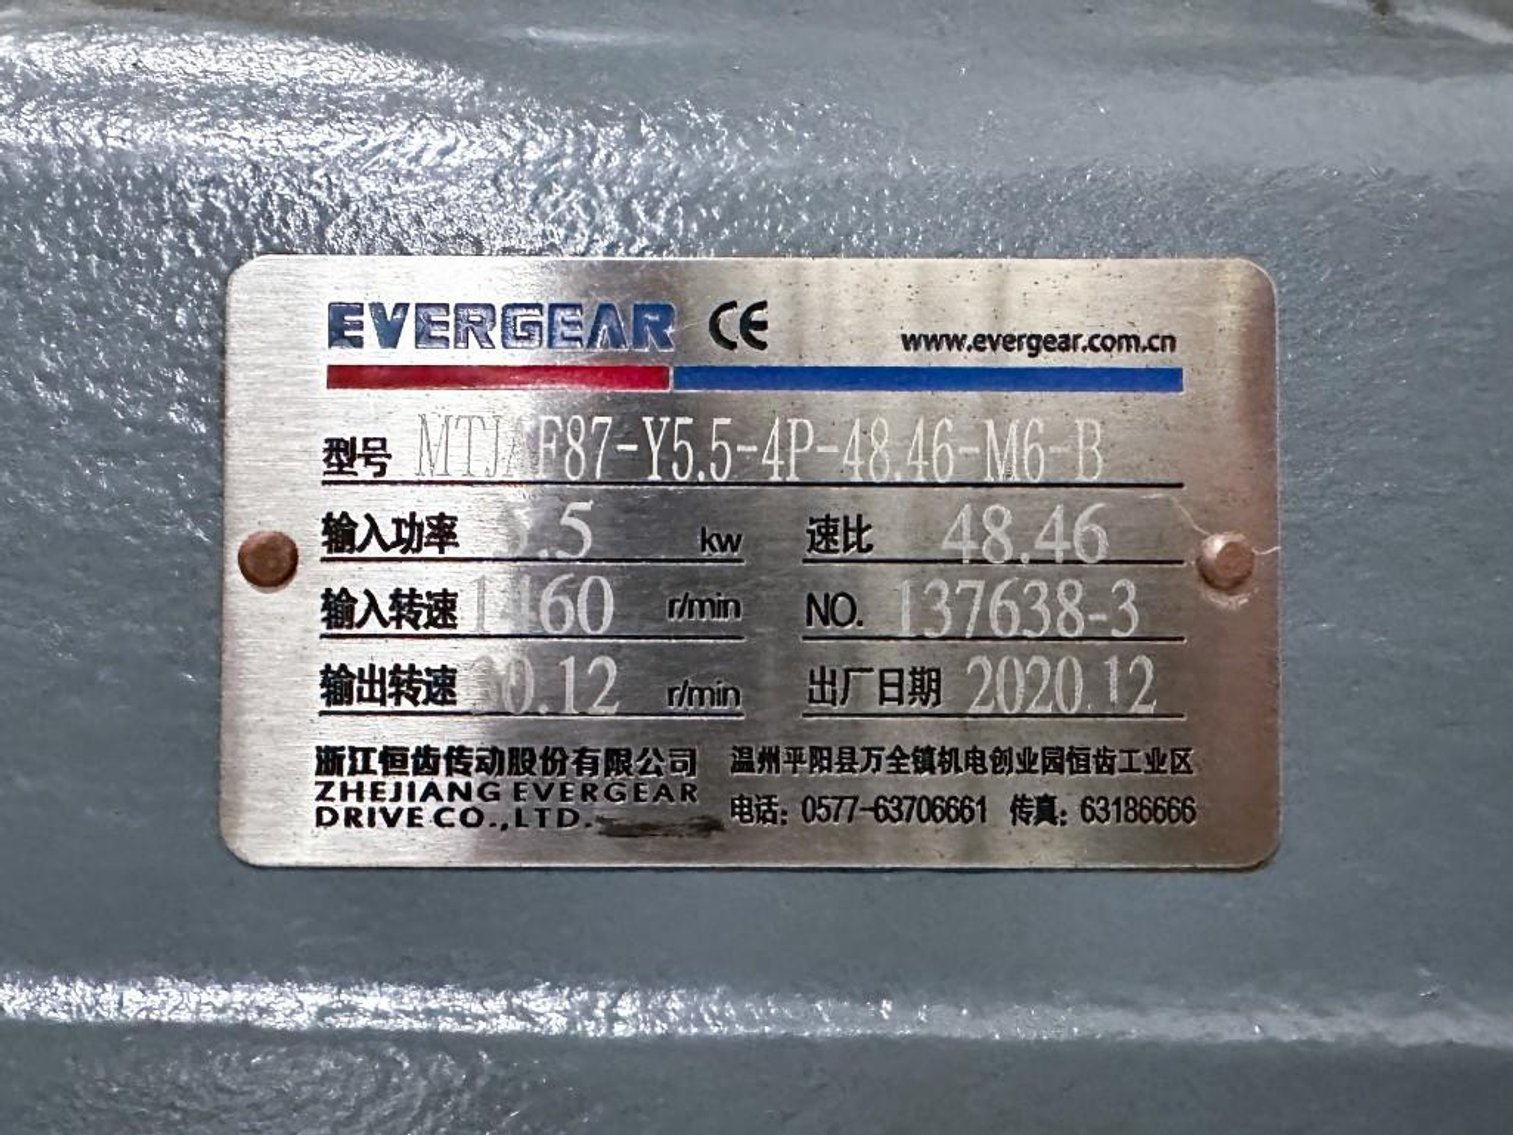 EVERGEAR CE www.evergear.com.cn
型号 MTJAF87-Y5.5-4P-48.46-M6-B
输入功率 5.5 kw 速比 48.46
输入转速 1460 r/min NO. 137638-3
输出转速 30.12 r/min 出厂日期 2020.12
浙江恒齿传动股份有限公司 温州平阳县万全镇机电创业园恒齿工业区
ZHEJIANG EVERGEAR
DRIVE CO.,LTD. 电话: 0577-63706661 传真: 63186666